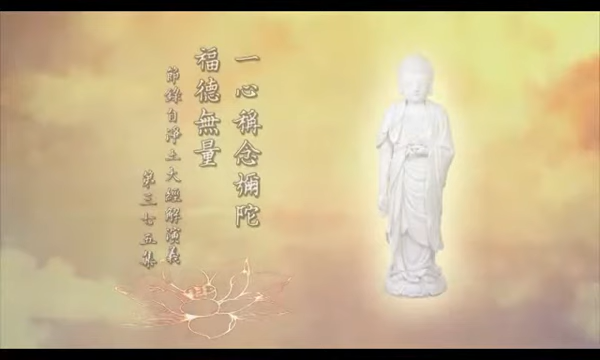 一心稱念彌陀
福德無量
節錄自淨土大經解演義
第三七五集